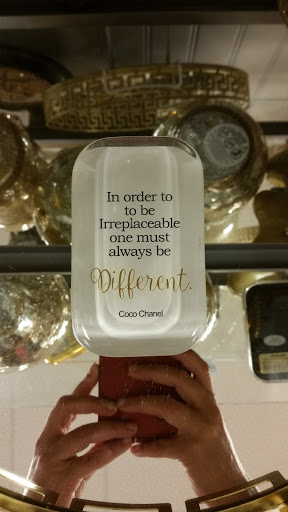 In order to
to be
Irreplaceable
one must
always be
Different.
Coco Chanel